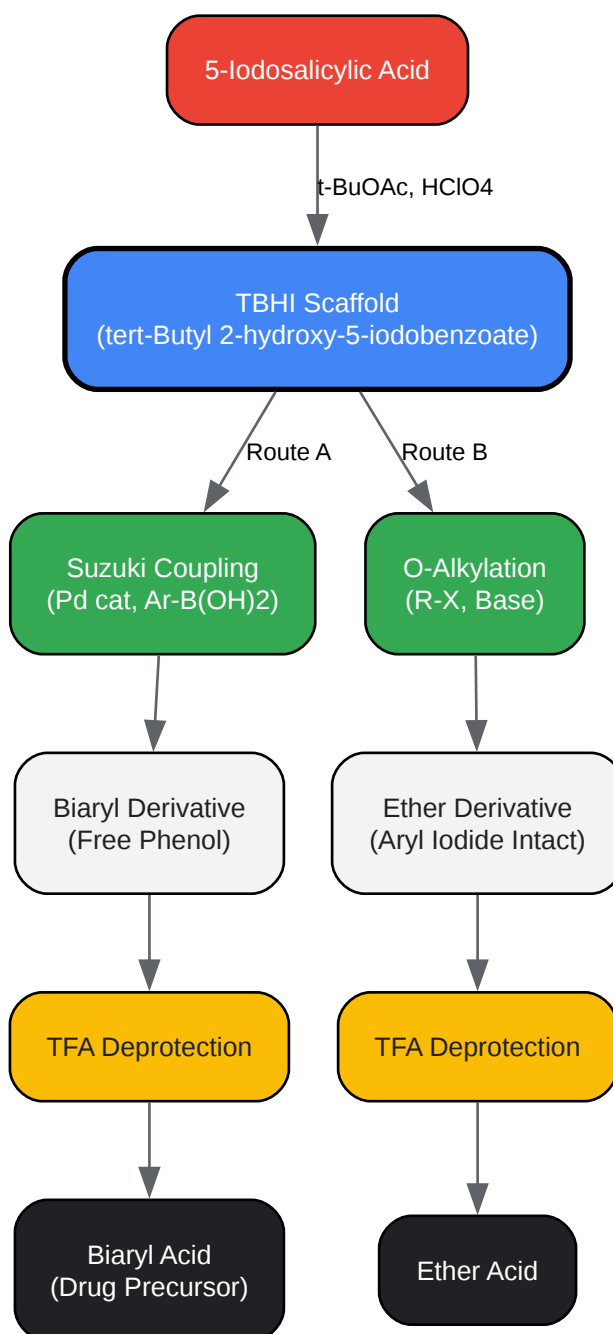 5-Iodosalicylic Acid
t-BuOAc, HClO4
TBHI Scaffold
(tert-Butyl 2-hydroxy-5-iodobenzoate)
Route A
Route B
Suzuki Coupling
(Pd cat, Ar-B(OH)2)
O-Alkylation
(R-X, Base)
Biaryl Derivative
(Free Phenol)
Ether Derivative
(Aryl Iodide Intact)
TFA Deprotection
TFA Deprotection
Biaryl Acid
(Drug Precursor)
Ether Acid